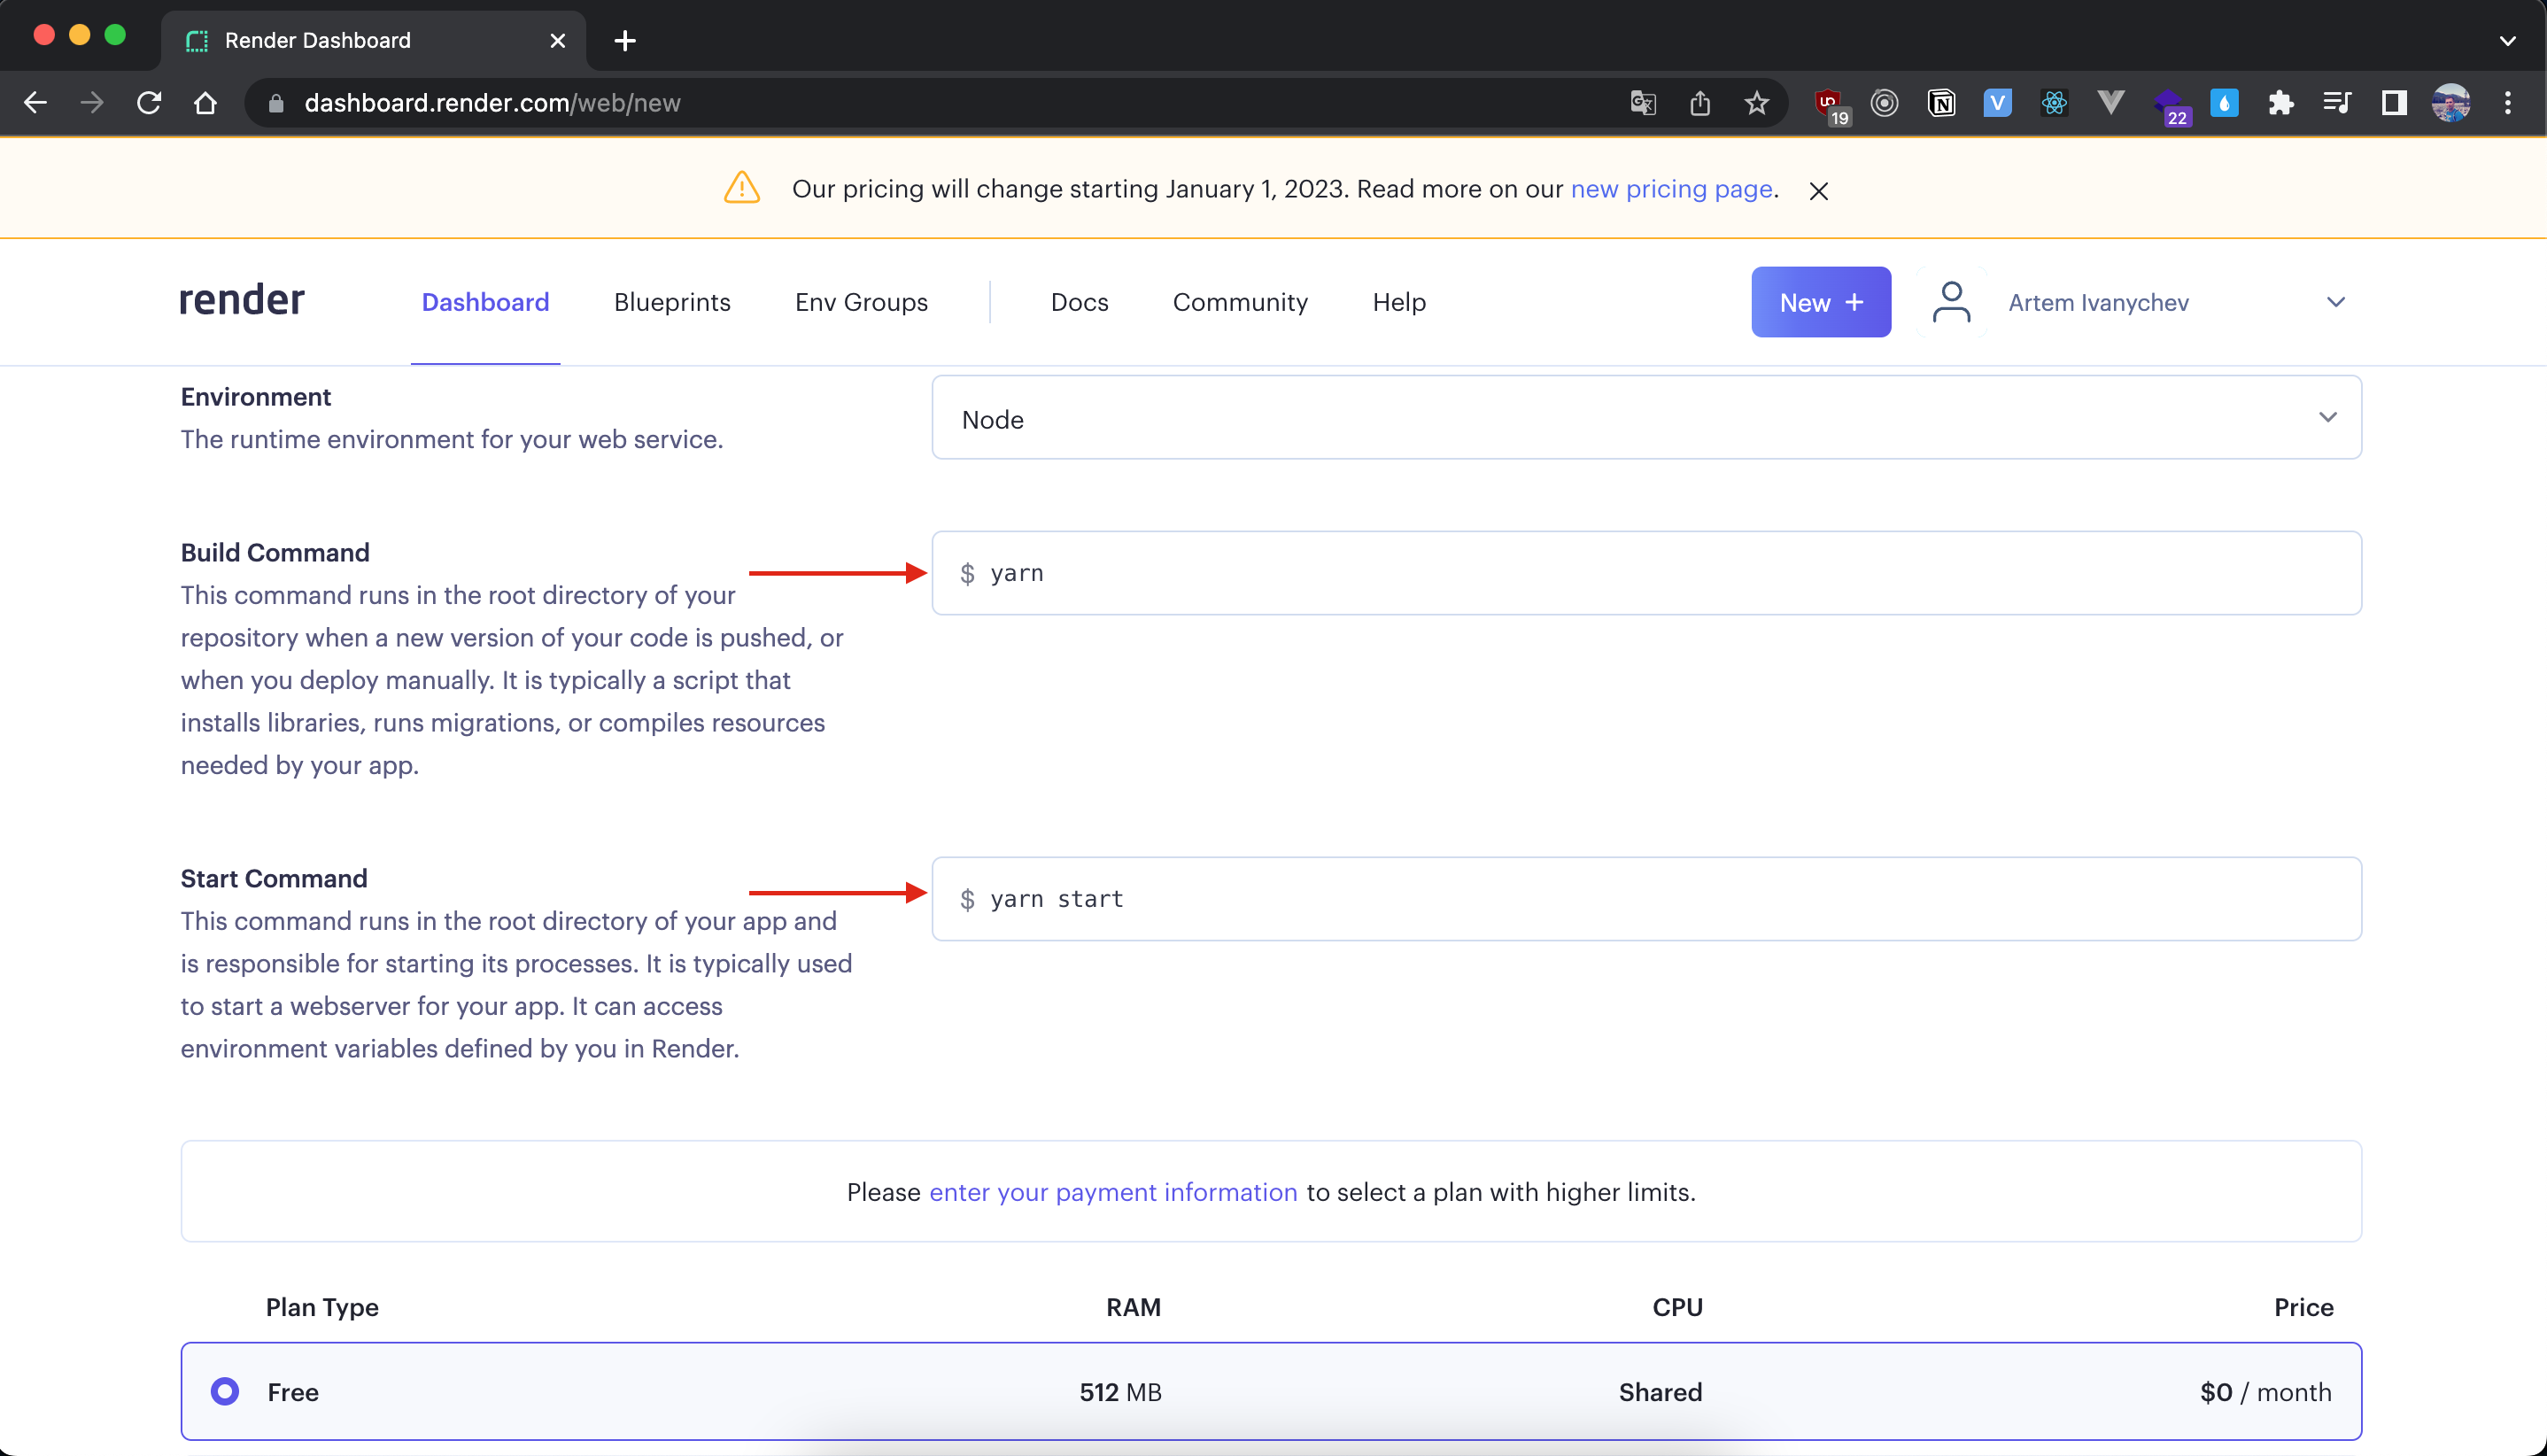 Render Dashboard
dashboard.render.com/web/new
19
22
Our pricing will change starting January 1, 2023. Read more on our new pricing page.
render
Dashboard
Blueprints
Env Groups
Docs
Community
Help
New +
Artem Ivanychev
Environment
The runtime environment for your web service.
Node
Build Command
This command runs in the root directory of your
repository when a new version of your code is pushed, or
when you deploy manually. It is typically a script that
installs libraries, runs migrations, or compiles resources
needed by your app.
$ yarn
Start Command
This command runs in the root directory of your app and
is responsible for starting its processes. It is typically used
to start a webserver for your app. It can access
environment variables defined by you in Render.
$ yarn start
Please enter your payment information to select a plan with higher limits.
Plan Type
RAM
CPU
Price
Free
512 MB
Shared
$0 / month